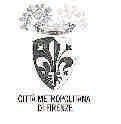 CITTÀ METROPOLITANA
DI FIRENZE